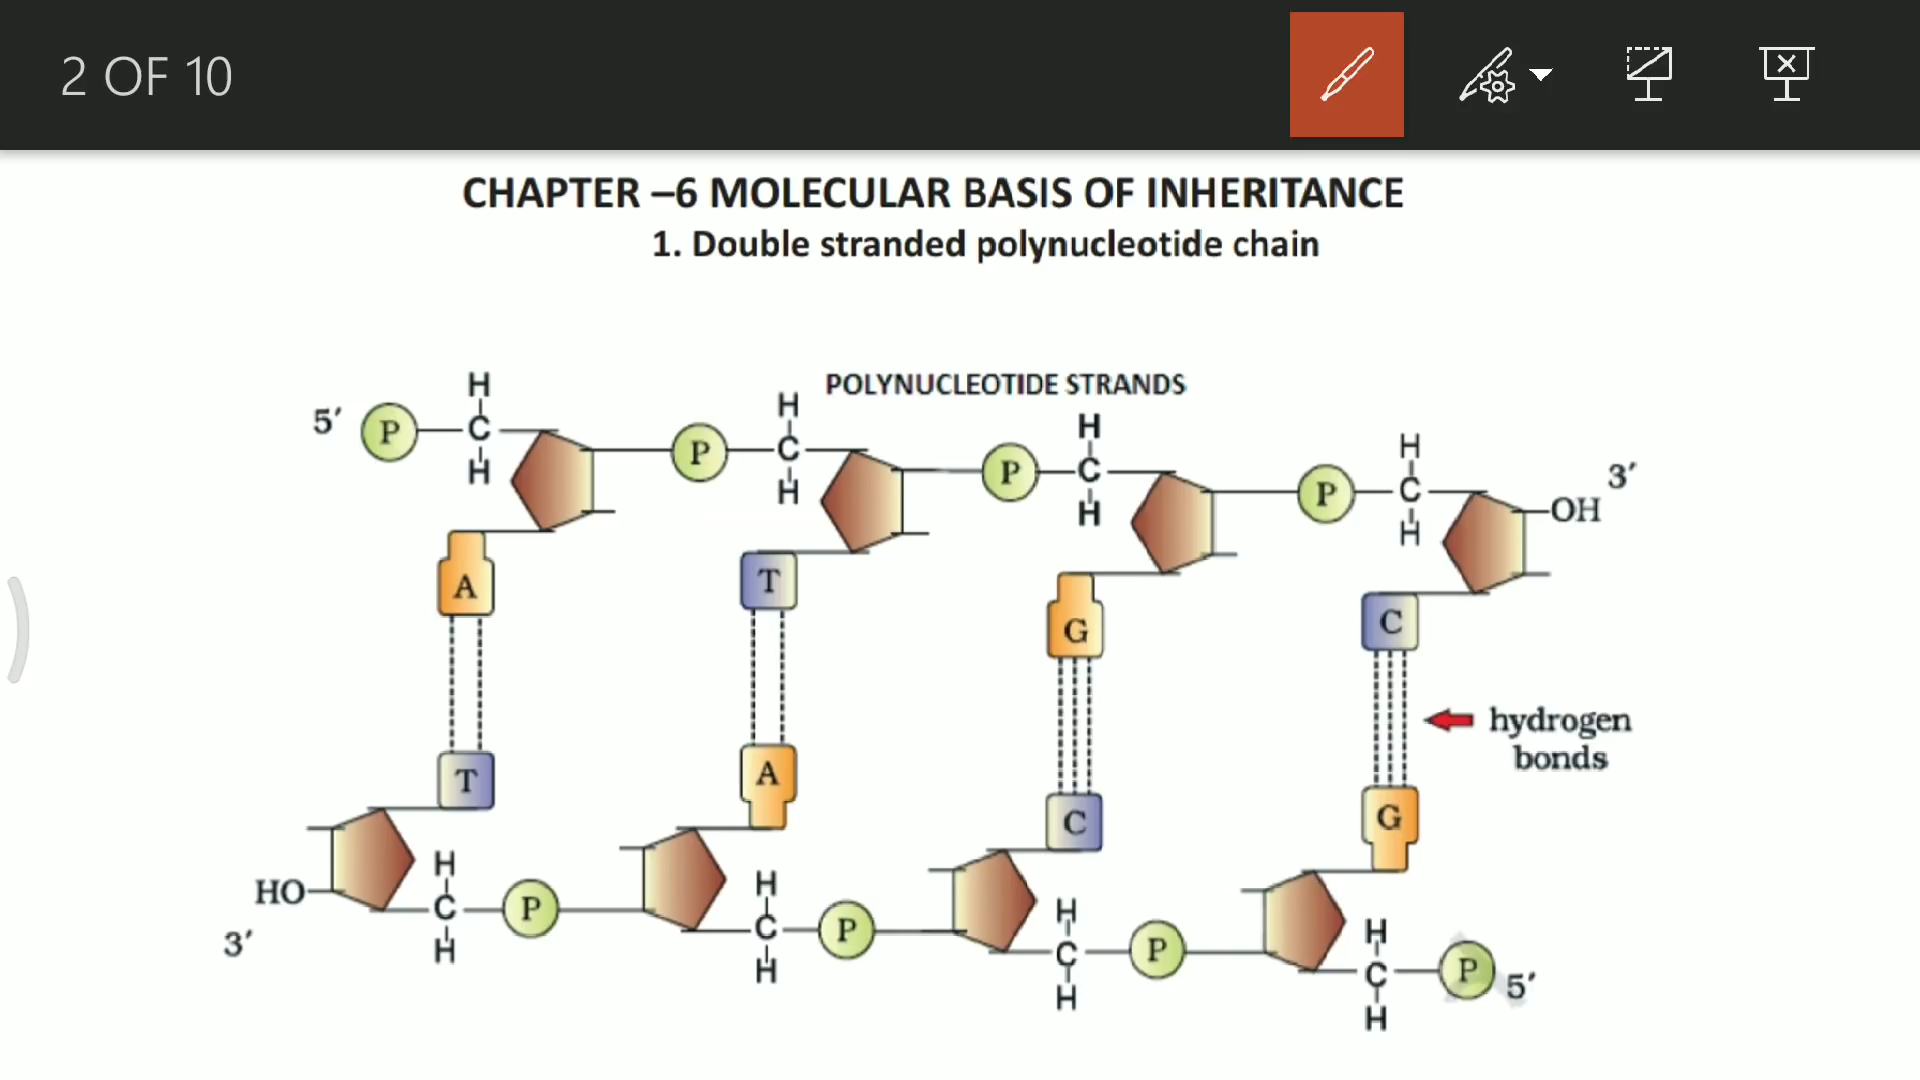 2 OF 10
CHAPTER –6 MOLECULAR BASIS OF INHERITANCE
1. Double stranded polynucleotide chain
POLYNUCLEOTIDE STRANDS
H H H H
5′ P C P C P C P C 3′
H H H H
OH
A T G C
hydrogen
bonds
T A C G
H H H H
HO C P C P C P C P 5′
3′ H H H H